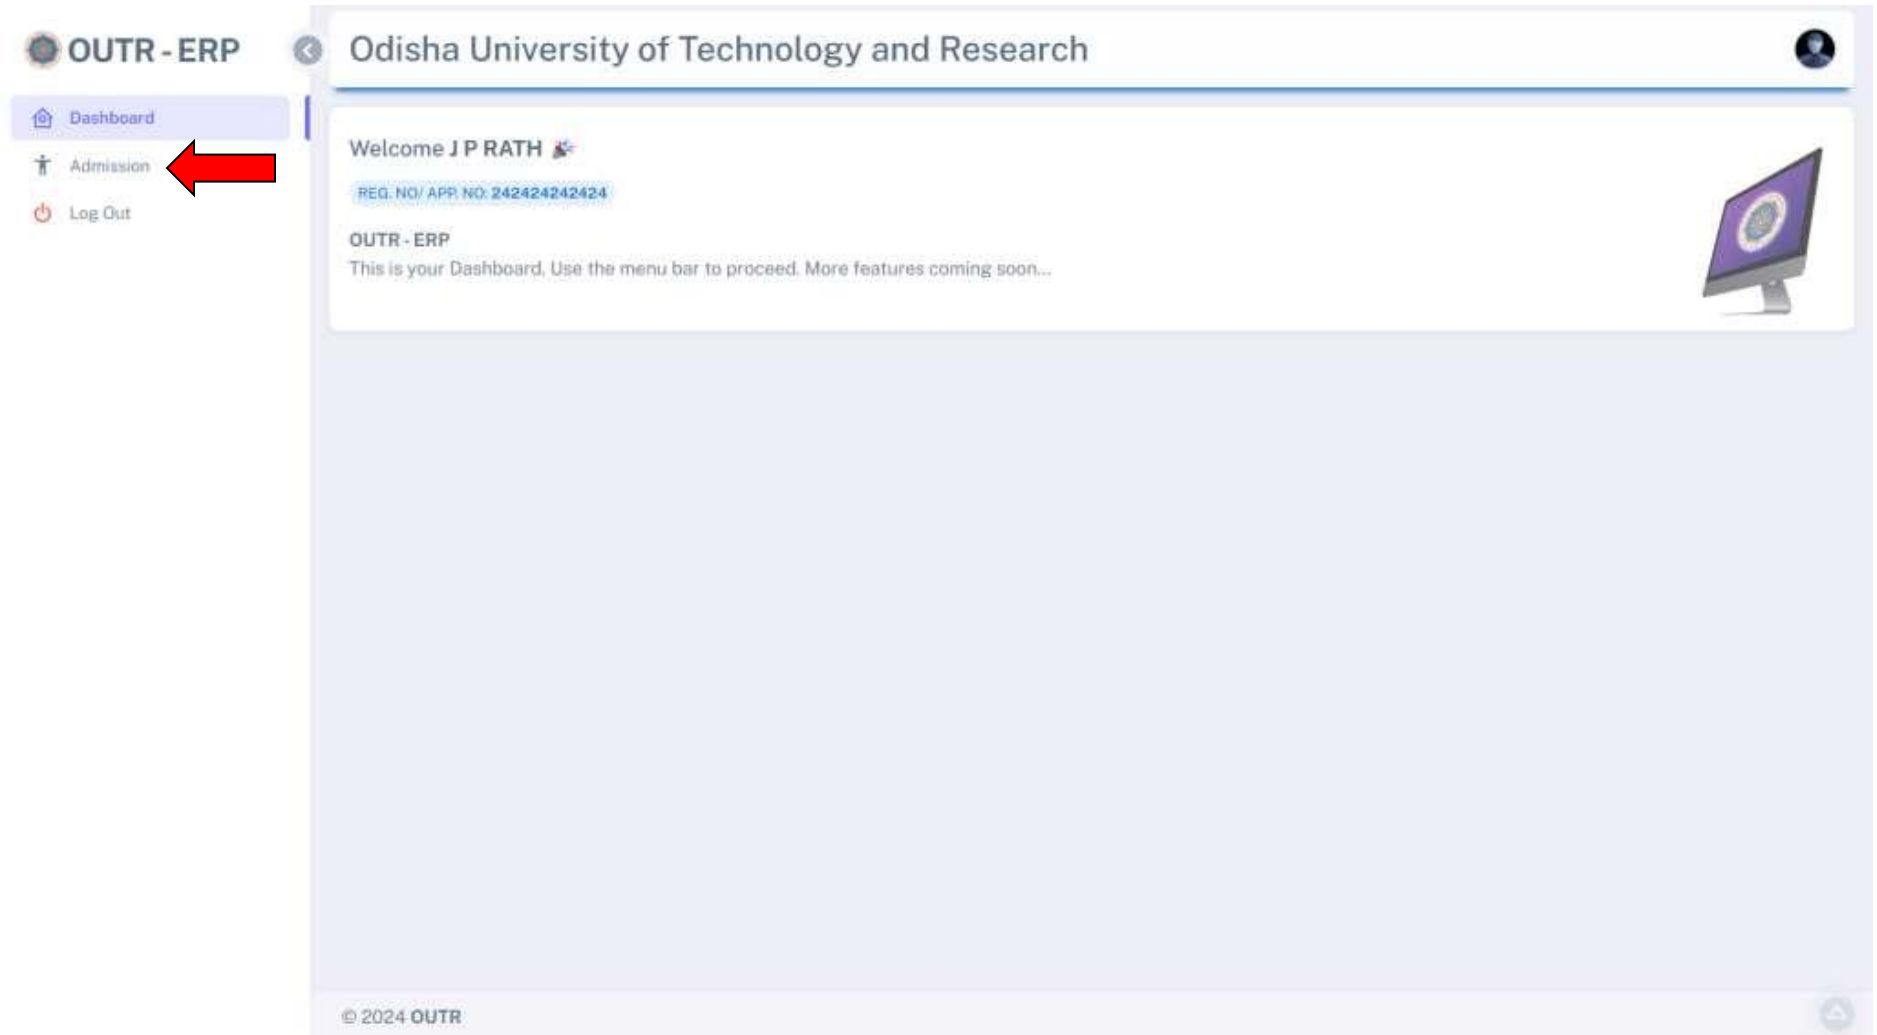 OUTR - ERP
Dashboard
Admission
Log Out
Odisha University of Technology and Research
Welcome J P RATH
REG. NO/ APP. NO: 242424242424
OUTR - ERP
This is your Dashboard. Use the menu bar to proceed. More features coming soon...
© 2024 OUTR